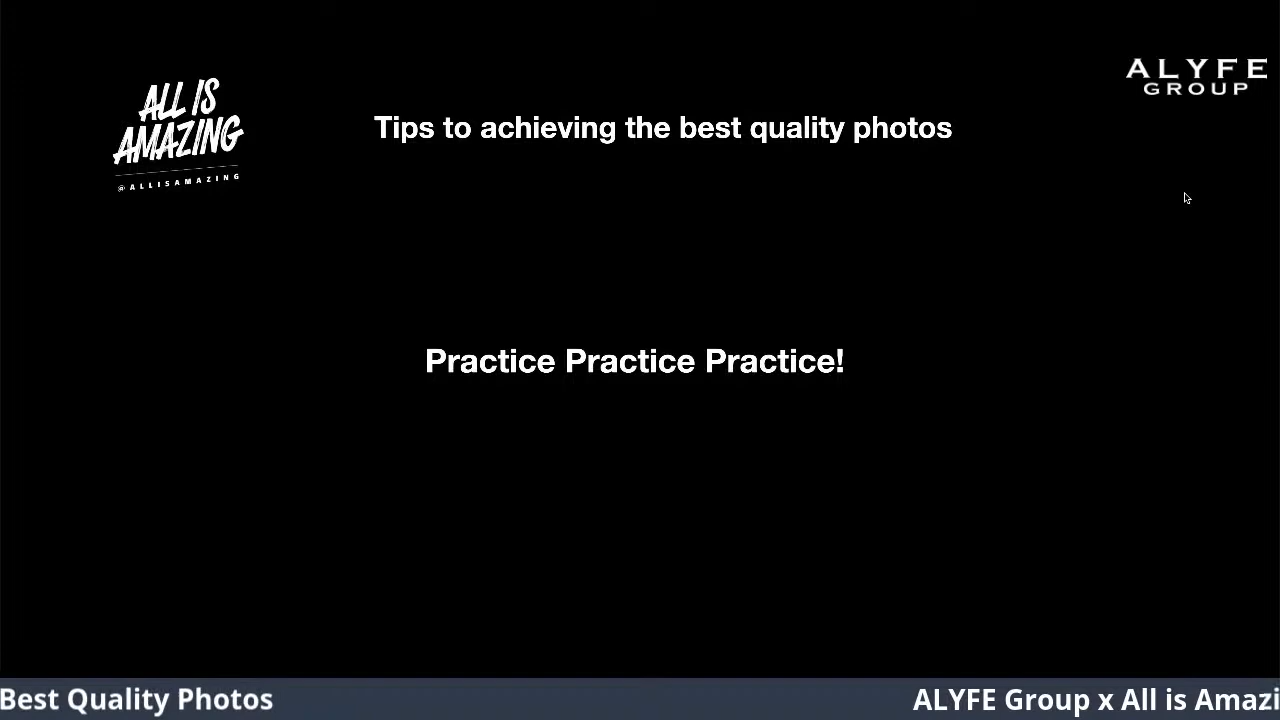 ALL IS
AMAZING
@ALLISAMAZING
ALYFE
GROUP
Tips to achieving the best quality photos
Practice Practice Practice!
Best Quality Photos
ALYFE Group x All is Amazi